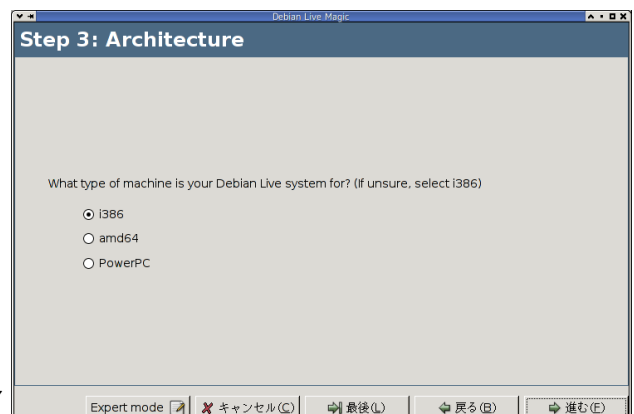 Debian Live Magic
Step 3: Architecture
What type of machine is your Debian Live system for? (If unsure, select i386)
i386
amd64
PowerPC
Expert mode キャンセル(C) 最後(L) 戻る(B) 進む(F)